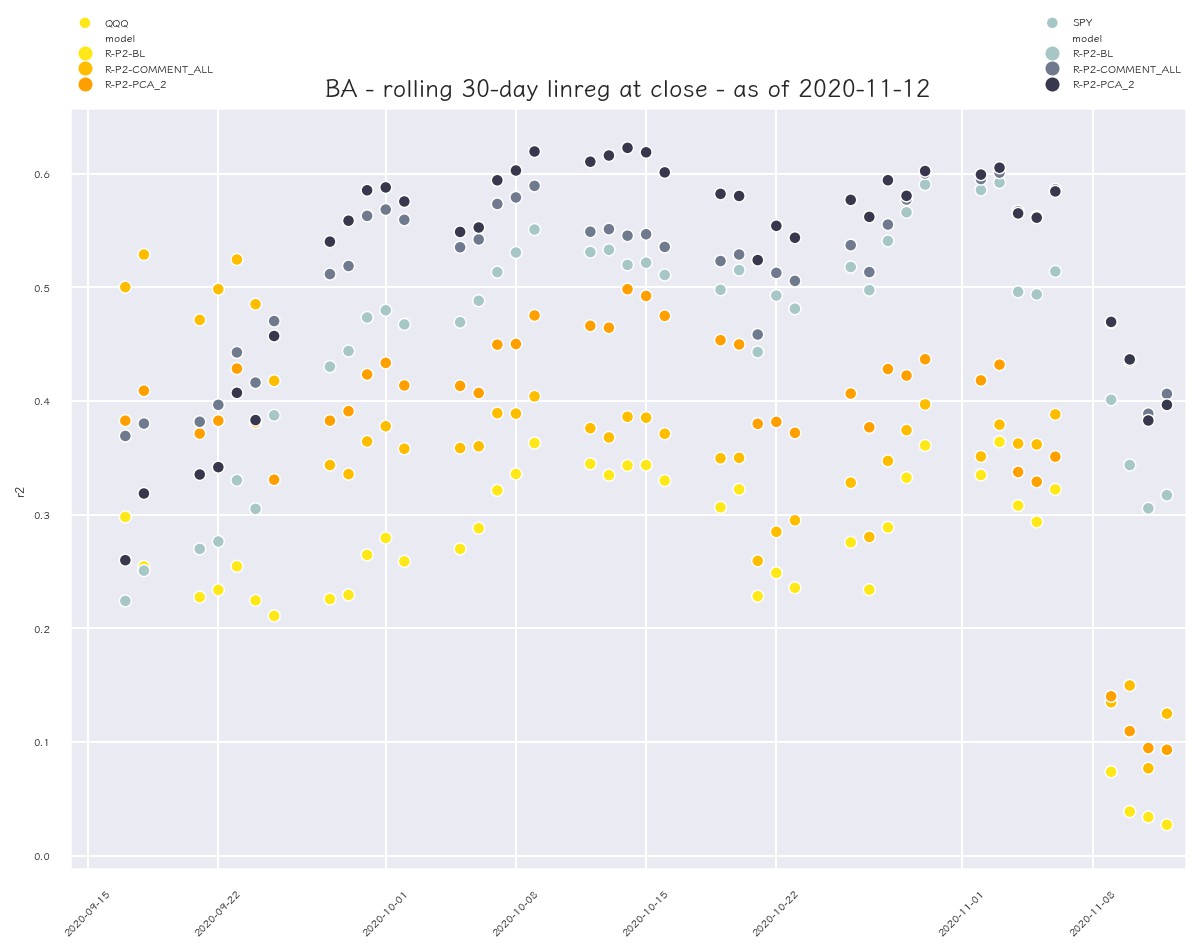 QQQ
model
R-P2-BL
R-P2-COMMENT_ALL
R-P2-PCA_2
SPY
model
R-P2-BL
R-P2-COMMENT_ALL
R-P2-PCA_2
BA - rolling 30-day linreg at close - as of 2020-11-12
0.6
0.5
0.4
r2
0.3
0.2
0.1
0.0
2020-09-15
2020-09-22
2020-10-01
2020-10-08
2020-10-15
2020-10-22
2020-11-01
2020-11-08